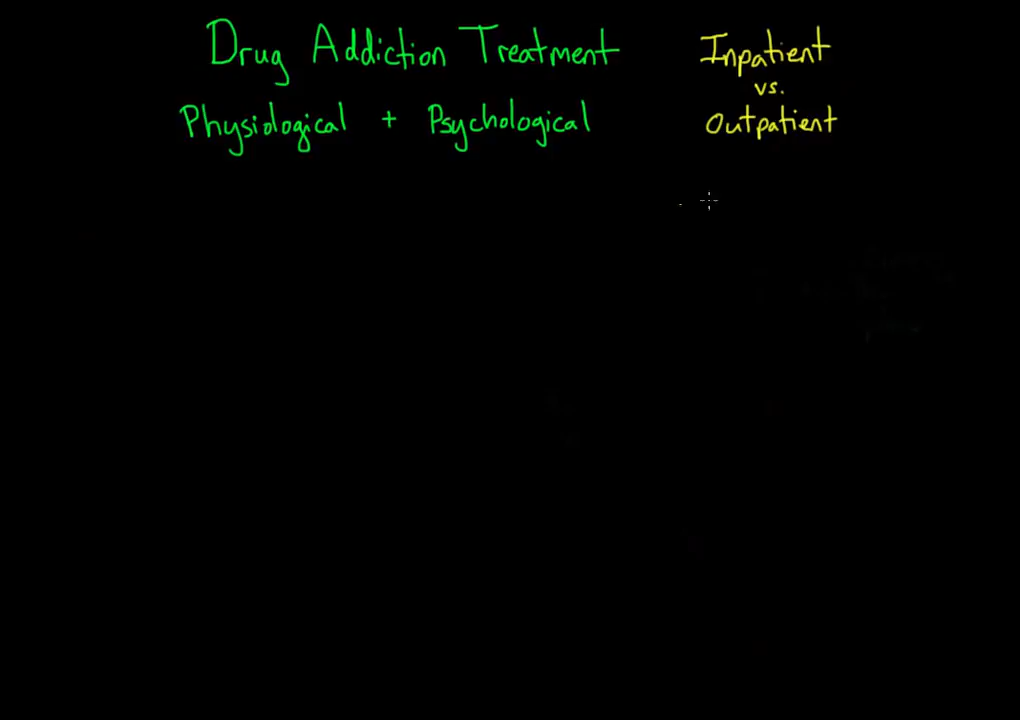 Drug Addiction Treatment
Physiological + Psychological
Inpatient
vs.
Outpatient